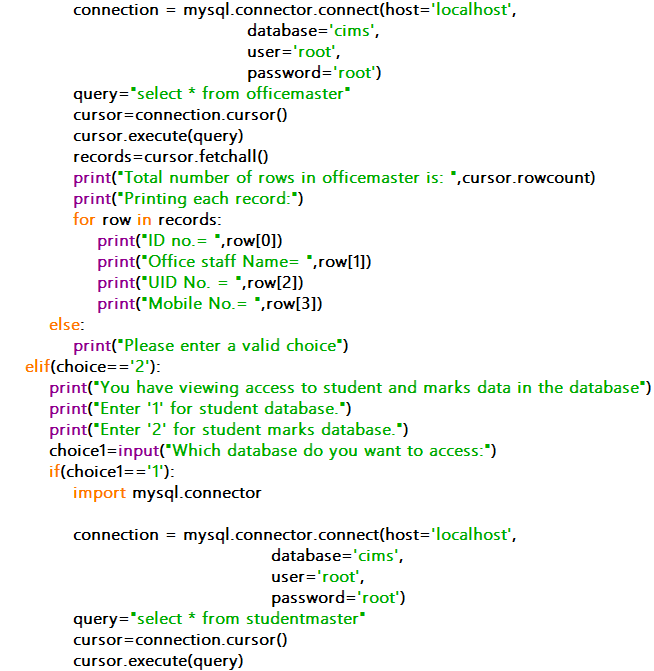 connection = mysql.connector.connect(host='localhost',
database='cims',
user='root',
password='root')
query="select * from officemaster"
cursor=connection.cursor()
cursor.execute(query)
records=cursor.fetchall()
print("Total number of rows in officemaster is: ",cursor.rowcount)
print("Printing each record:")
for row in records:
print("ID no.= ",row[0])
print("Office staff Name= ",row[1])
print("UID No. = ",row[2])
print("Mobile No.= ",row[3])
else:
print("Please enter a valid choice")
elif(choice=='2'):
print("You have viewing access to student and marks data in the database")
print("Enter '1' for student database.")
print("Enter '2' for student marks database.")
choice1=input("Which database do you want to access:")
if(choice1=='1'):
import mysql.connector
connection = mysql.connector.connect(host='localhost',
database='cims',
user='root',
password='root')
query="select * from studentmaster"
cursor=connection.cursor()
cursor.execute(query)